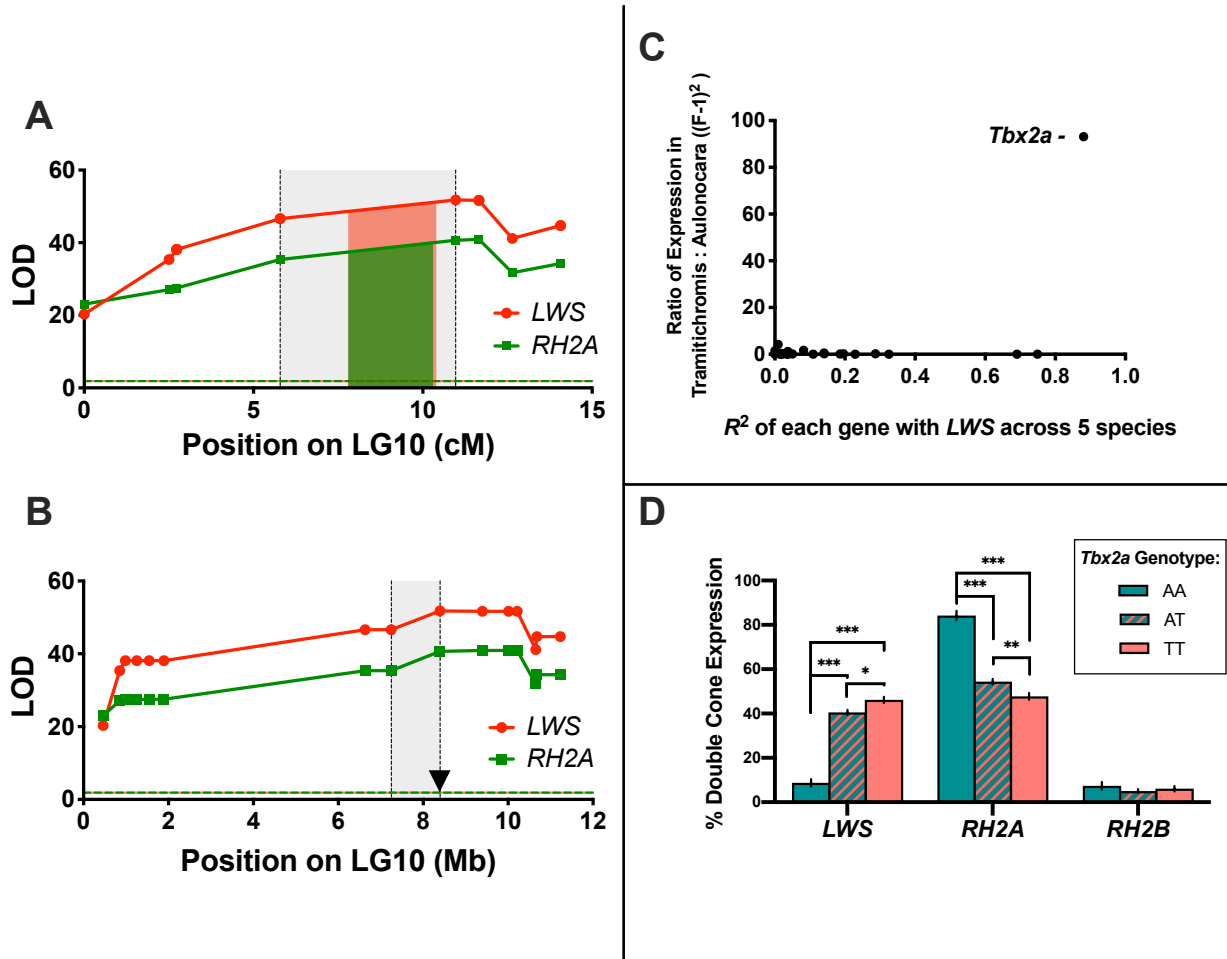 A
LOD
60
40
20
0
0
5
10
15
LWS
RH2A
Position on LG10 (cM)
B
LOD
60
40
20
0
0
2
4
6
8
10
12
LWS
RH2A
Position on LG10 (Mb)
C
Ratio of Expression in
Tramitichromis : Aulonocara ((F-1)² )
100
80
60
40
20
0
Tbx2a -
0.0
0.2
0.4
0.6
0.8
1.0
R² of each gene with LWS across 5 species
D
% Double Cone Expression
100
80
60
40
20
0
***
***
*
***
***
**
Tbx2a Genotype:
AA
AT
TT
LWS
RH2A
RH2B